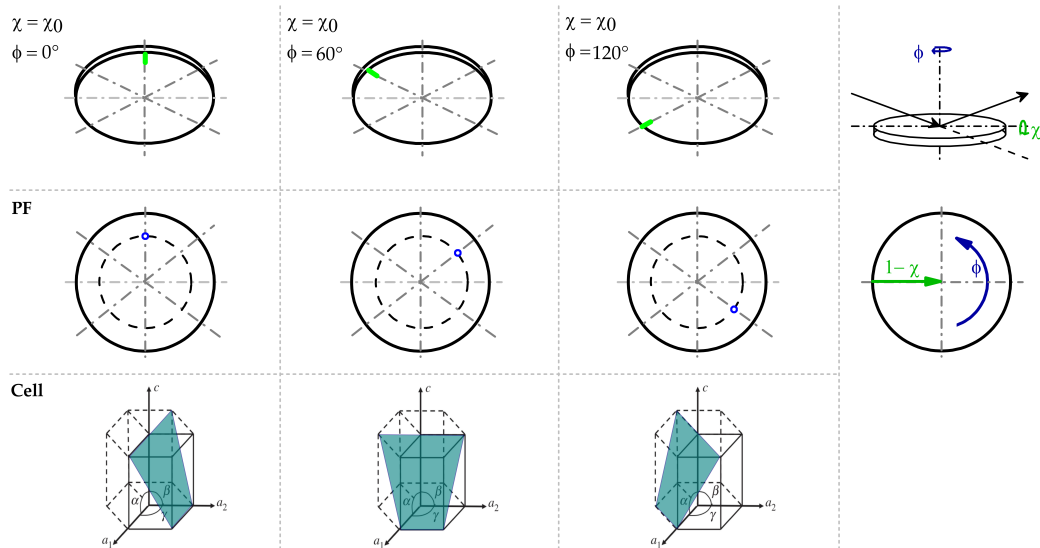 χ = χ0
ϕ = 0°
χ = χ0
ϕ = 60°
χ = χ0
ϕ = 120°
ϕ
χ
PF
1− χ
ϕ
Cell
c
α
β
γ
a1
a2
c
α
β
γ
a1
a2
c
α
β
γ
a1
a2